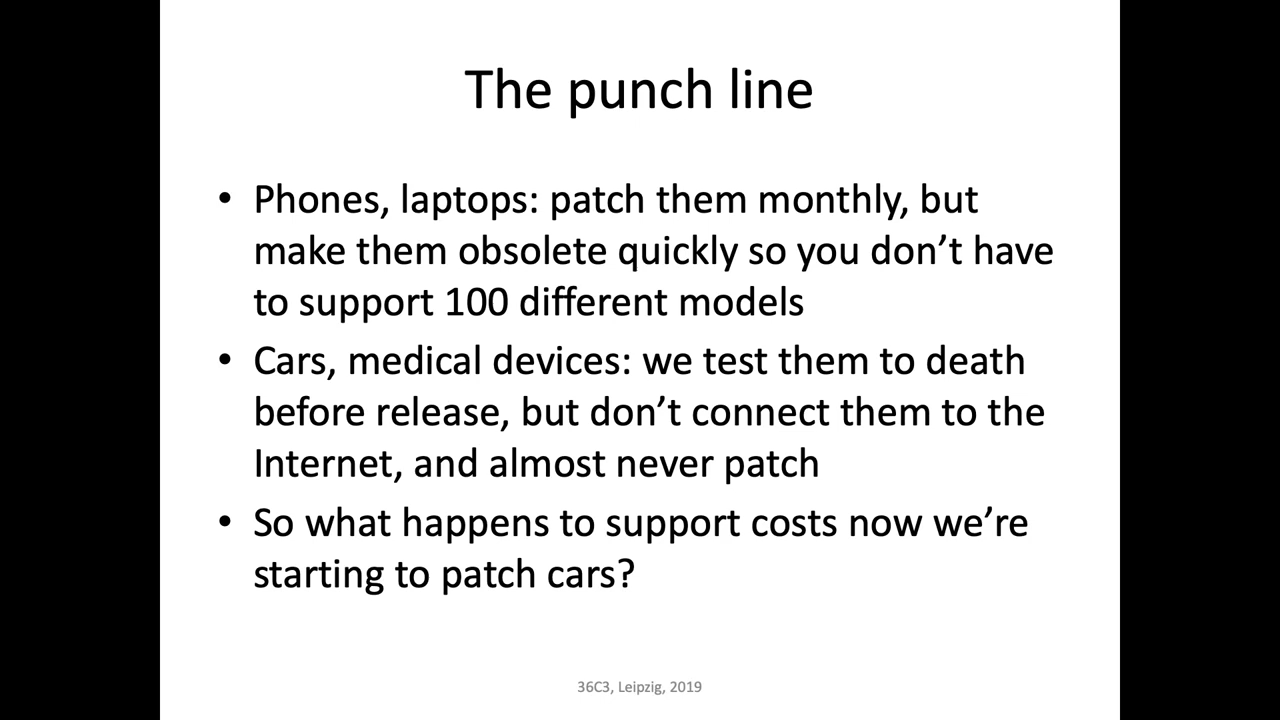 The punch line
• Phones, laptops: patch them monthly, but
make them obsolete quickly so you don’t have
to support 100 different models
• Cars, medical devices: we test them to death
before release, but don’t connect them to the
Internet, and almost never patch
• So what happens to support costs now we’re
starting to patch cars?
36C3, Leipzig, 2019